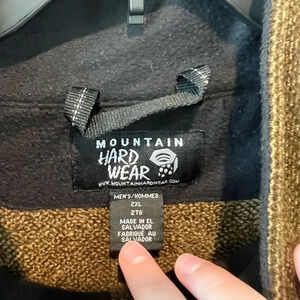 MOUNTAIN
HARD
WEAR
WWW.MOUNTAINHARDWEAR.COM
MEN'S/HOMMES
2XL
2TG
MADE IN EL
SALVADOR
FABRIQUÉ AU
SALVADOR